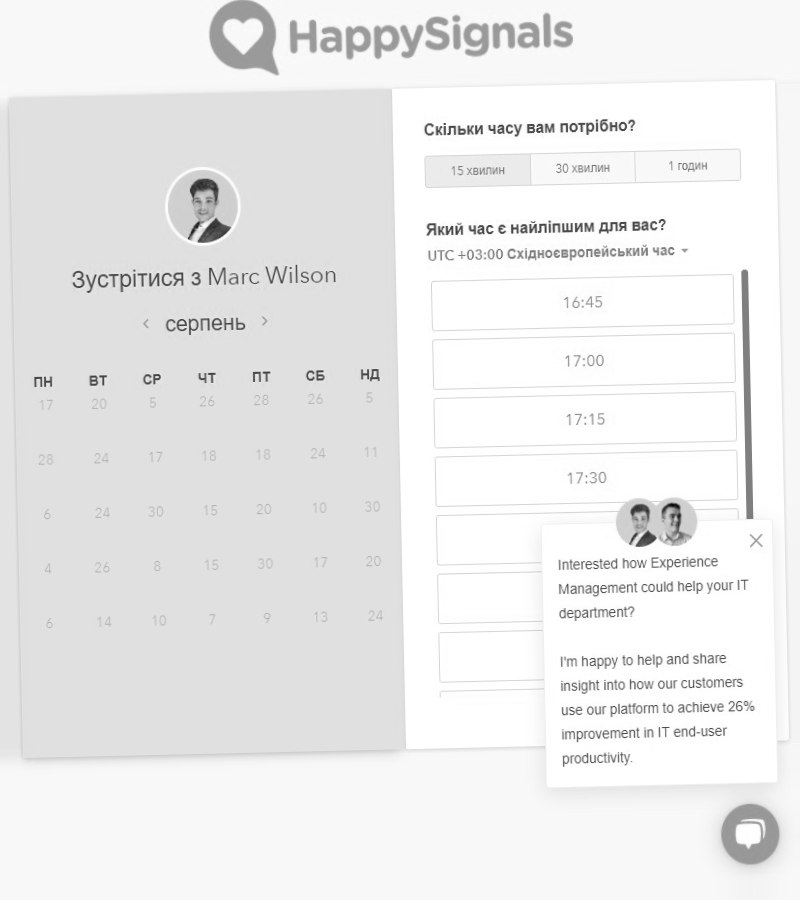 HappySignals
Зустрітися з Marc Wilson
серпень
ПН ВТ СР ЧТ ПТ СБ НД
17 20 5 26 28 26 5
28 24 17 18 18 24 11
6 24 30 15 20 10 30
4 26 8 15 30 17 20
6 14 10 7 9 13 24
Скільки часу вам потрібно?
15 хвилин 30 хвилин 1 годин
Який час є найліпшим для вас?
UTC +03:00 Східноєвропейський час
16:45
17:00
17:15
17:30
Interested how Experience
Management could help your IT
department?
I'm happy to help and share
insight into how our customers
use our platform to achieve 26%
improvement in IT end-user
productivity.